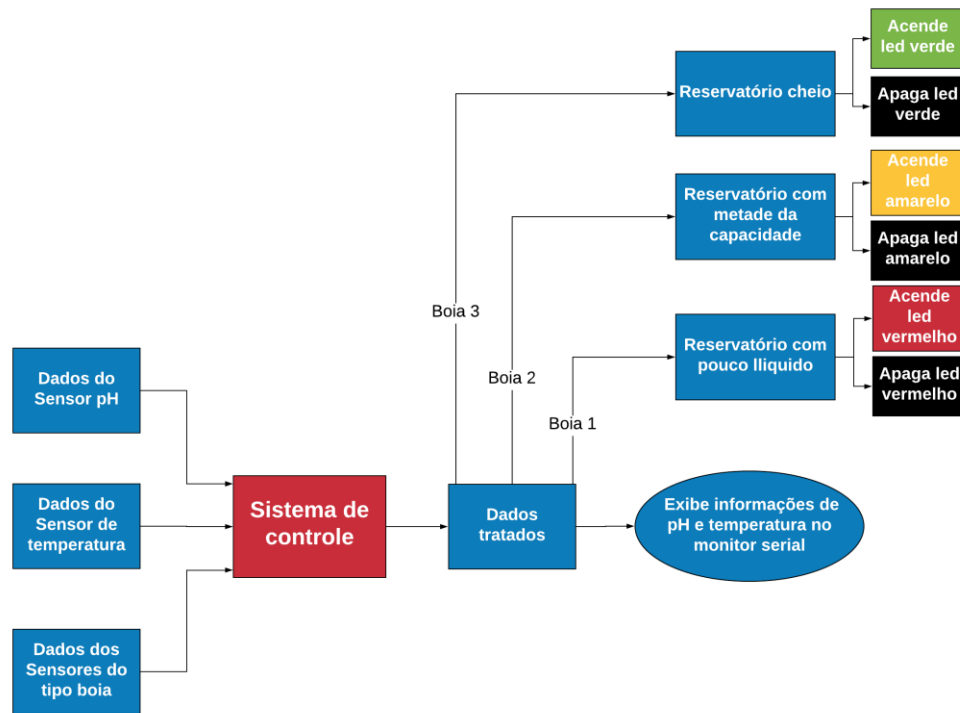 Acende
led verde
Reservatório cheio
Apaga led
verde
Acende
led
amarelo
Reservatório com
metade da
capacidade
Apaga led
amarelo
Acende
led
vermelho
Boia 3
Reservatório com
pouco lliquido
Apaga led
vermelho
Boia 2
Boia 1
Dados do
Sensor pH
Dados do
Sensor de
temperatura
Sistema de
controle
Dados
tratados
Exibe informações de
pH e temperatura no
monitor serial
Dados dos
Sensores do
tipo boia